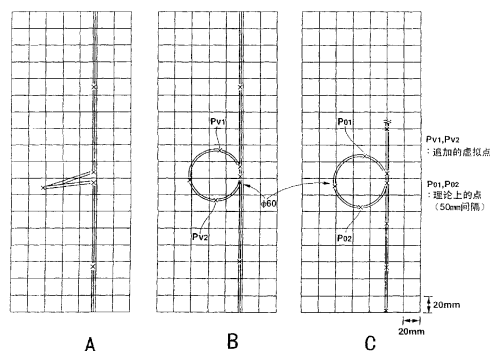 Pv1
P01
Pv1,Pv2
:追加的虚拟点
P01,P02
:理论上的点
(50mm间隔)
φ60
Pv2
P02
20mm
20mm
A
B
C